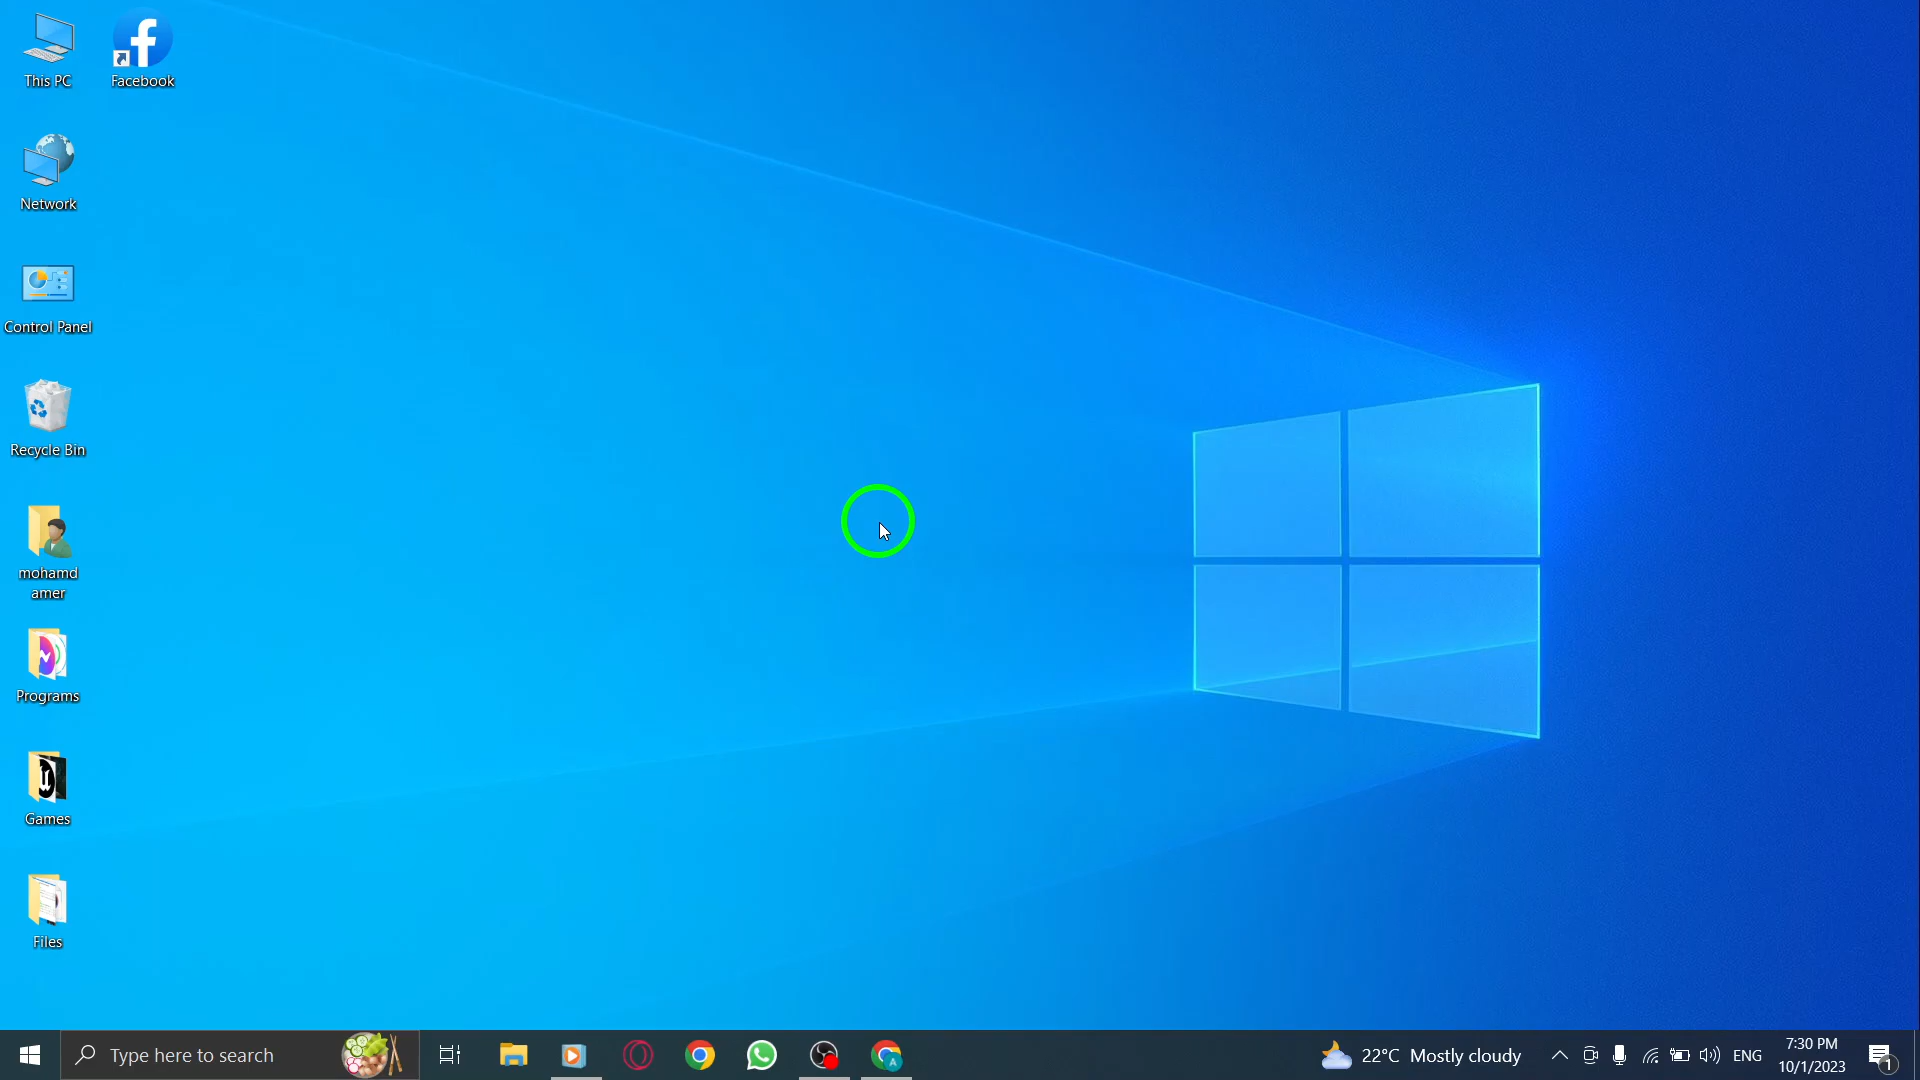 This PC
Facebook
Network
Control Panel
Recycle Bin
mohamd
amer
Programs
Games
Files
Type here to search
22°C Mostly cloudy
ENG
7:30 PM
10/1/2023
1
A